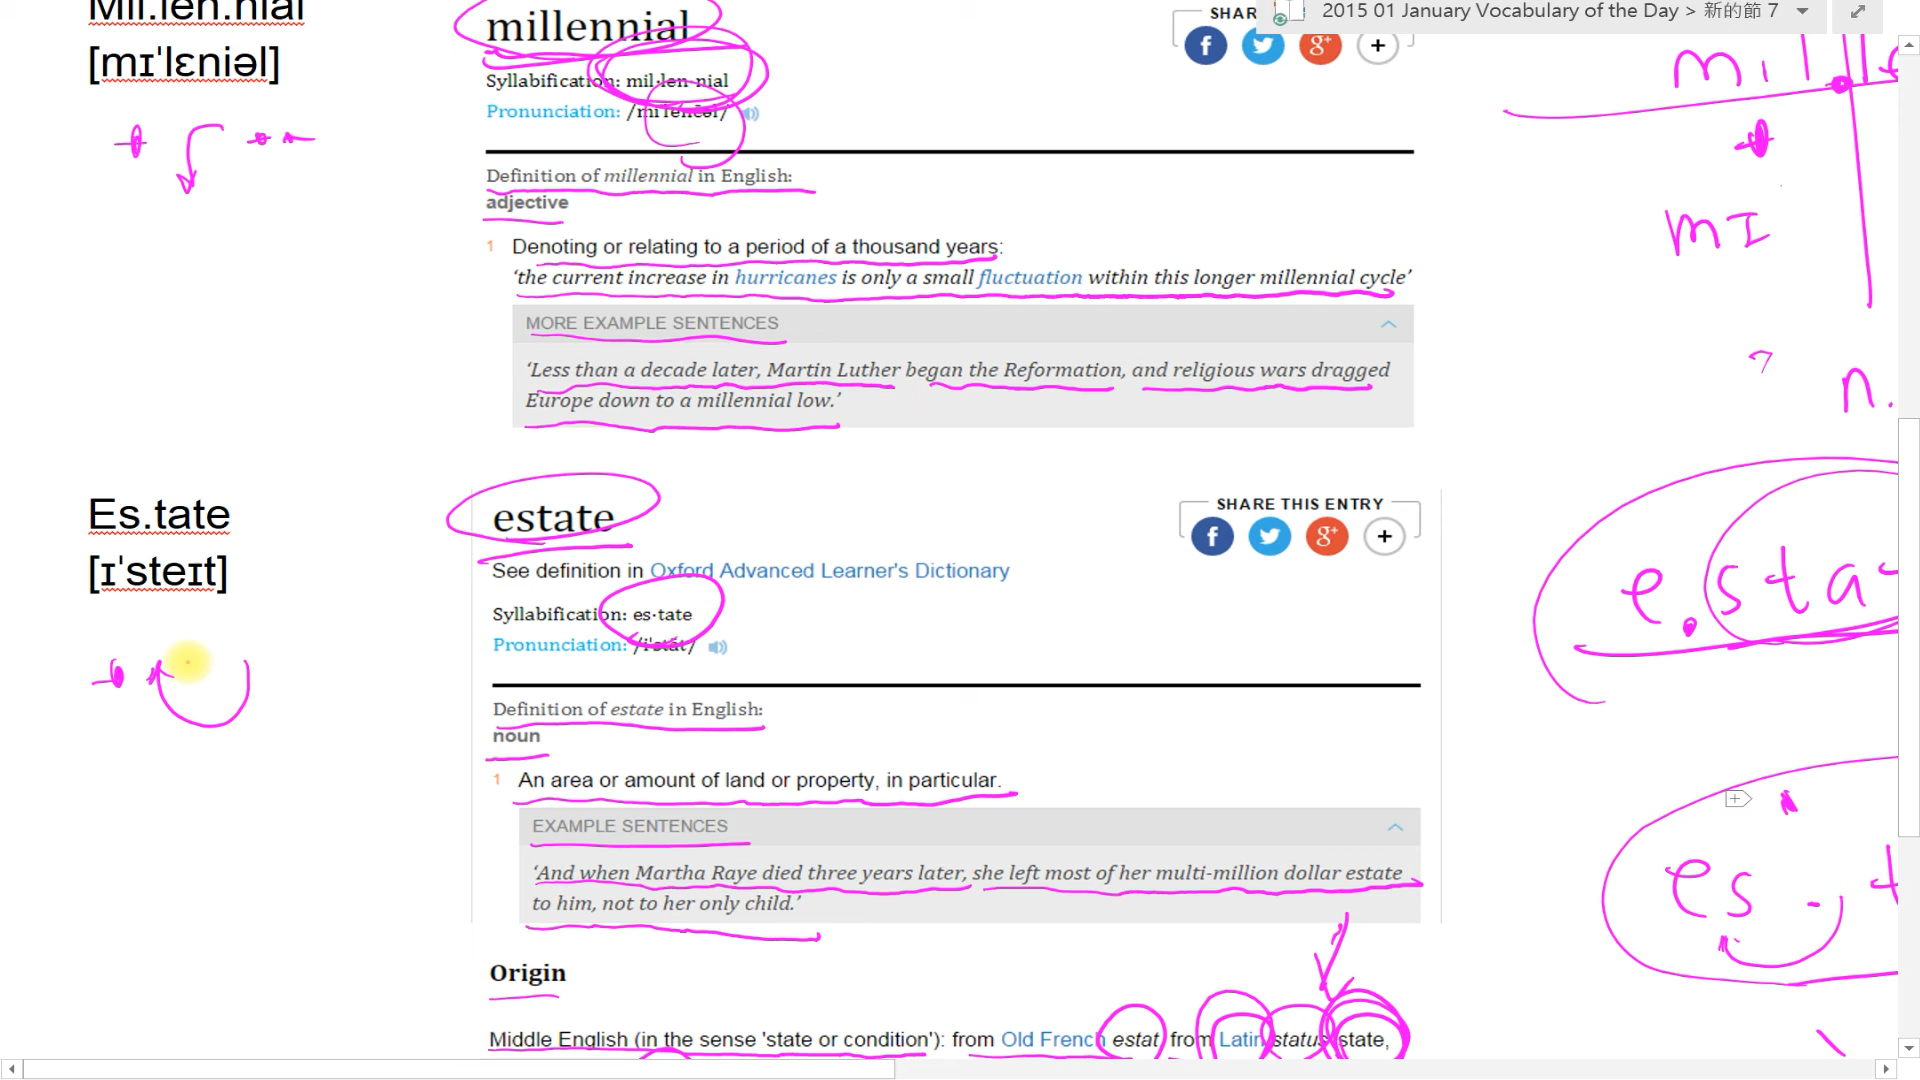 Mil.len.nial
[mɪˈlɛniəl]
millennial
SHAR
2015 01 January Vocabulary of the Day > 新的節 7
Syllabification: mil·len·nial
Pronunciation:
Definition of millennial in English:
adjective
1 Denoting or relating to a period of a thousand years:
‘the current increase in hurricanes is only a small fluctuation within this longer millennial cycle’
MORE EXAMPLE SENTENCES
‘Less than a decade later, Martin Luther began the Reformation, and religious wars dragged
Europe down to a millennial low.’
mI
n.
Es.tate
[ɪˈsteɪt]
estate
SHARE THIS ENTRY
See definition in Oxford Advanced Learner's Dictionary
Syllabification: es·tate
Pronunciation: /iˈstāt/
Definition of estate in English:
noun
1 An area or amount of land or property, in particular.
EXAMPLE SENTENCES
‘And when Martha Raye died three years later, she left most of her multi-million dollar estate
to him, not to her only child.’
e.sta
es . t
Origin
Middle English (in the sense 'state or condition'): from Old French estat, from Latin status 'state,